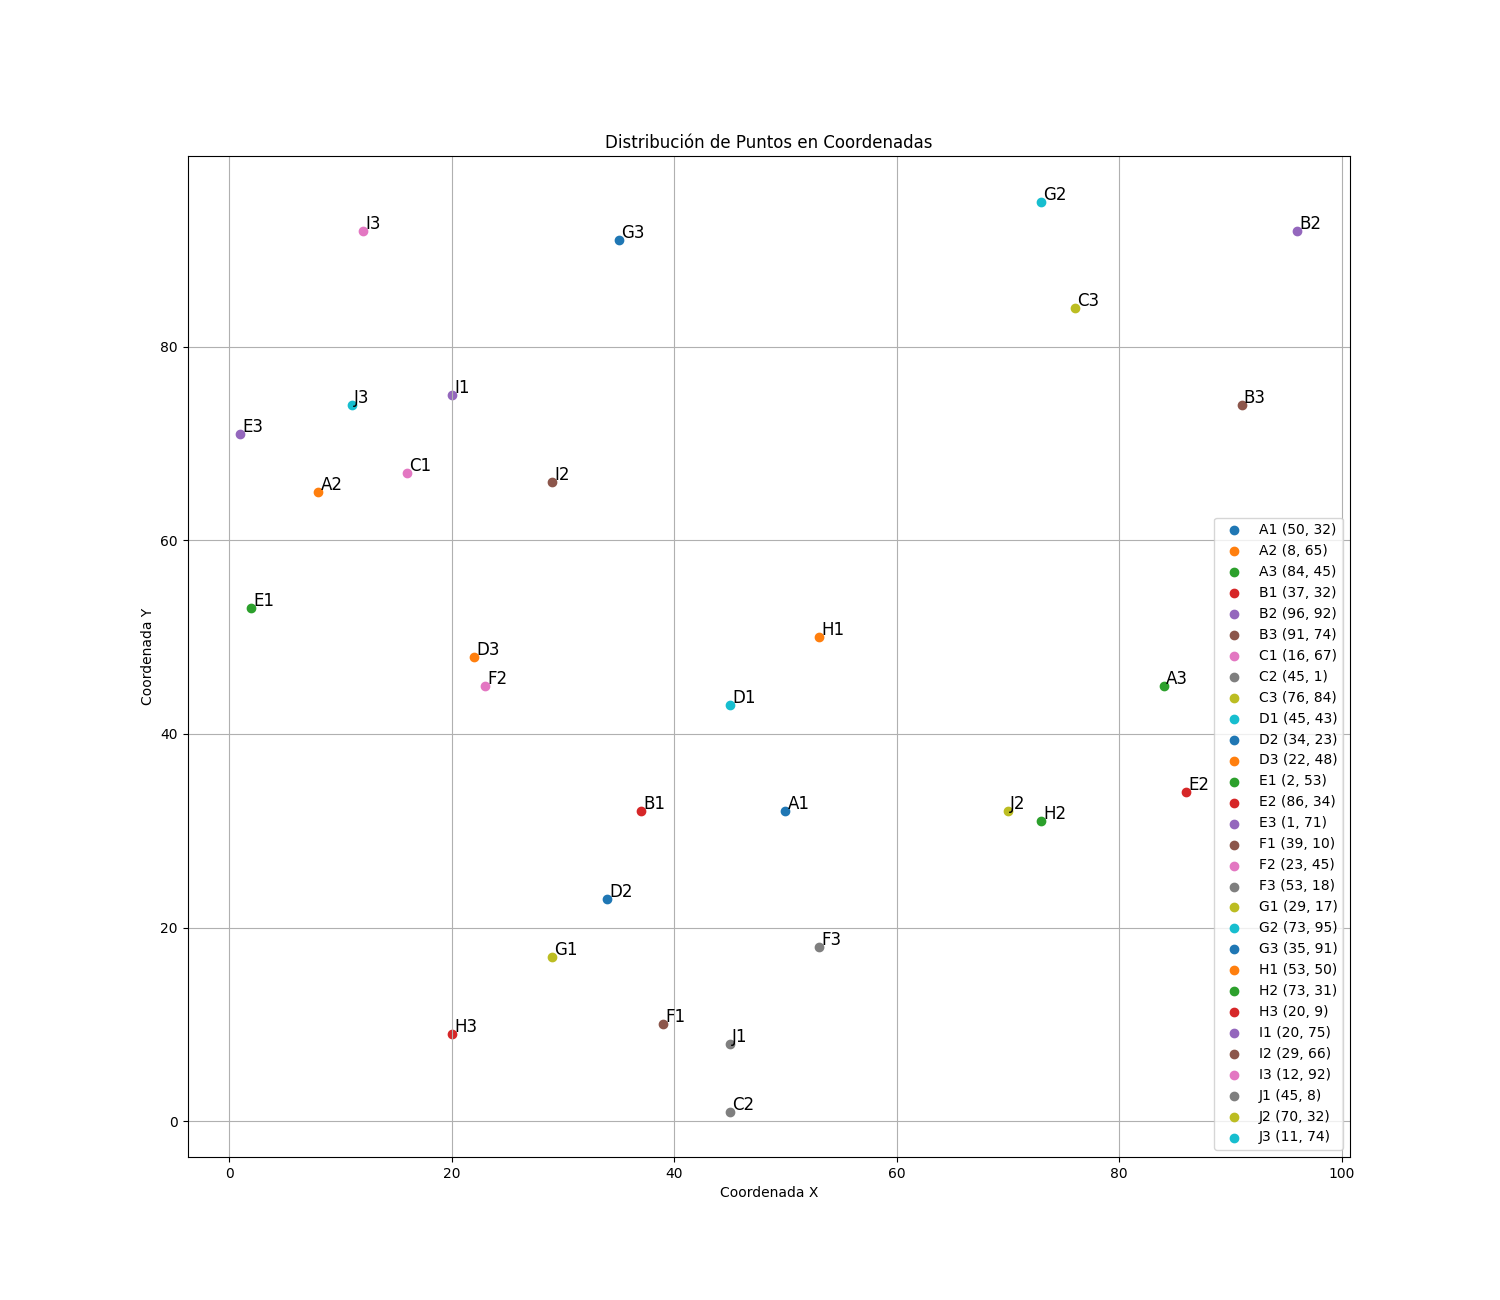 Distribución de Puntos en Coordenadas
G2
I3
B2
G3
C3
80
I1
J3
B3
E3
C1
I2
A2
60
E1
H1
D3
F2
A3
D1
40
E2
B1
A1
J2
H2
D2
20
F3
G1
F1
H3
J1
C2
0
Coordenada Y
A1 (50, 32)
A2 (8, 65)
A3 (84, 45)
B1 (37, 32)
B2 (96, 92)
B3 (91, 74)
C1 (16, 67)
C2 (45, 1)
C3 (76, 84)
D1 (45, 43)
D2 (34, 23)
D3 (22, 48)
E1 (2, 53)
E2 (86, 34)
E3 (1, 71)
F1 (39, 10)
F2 (23, 45)
F3 (53, 18)
G1 (29, 17)
G2 (73, 95)
G3 (35, 91)
H1 (53, 50)
H2 (73, 31)
H3 (20, 9)
I1 (20, 75)
I2 (29, 66)
I3 (12, 92)
J1 (45, 8)
J2 (70, 32)
J3 (11, 74)
0 20 40 60 80 100
Coordenada X